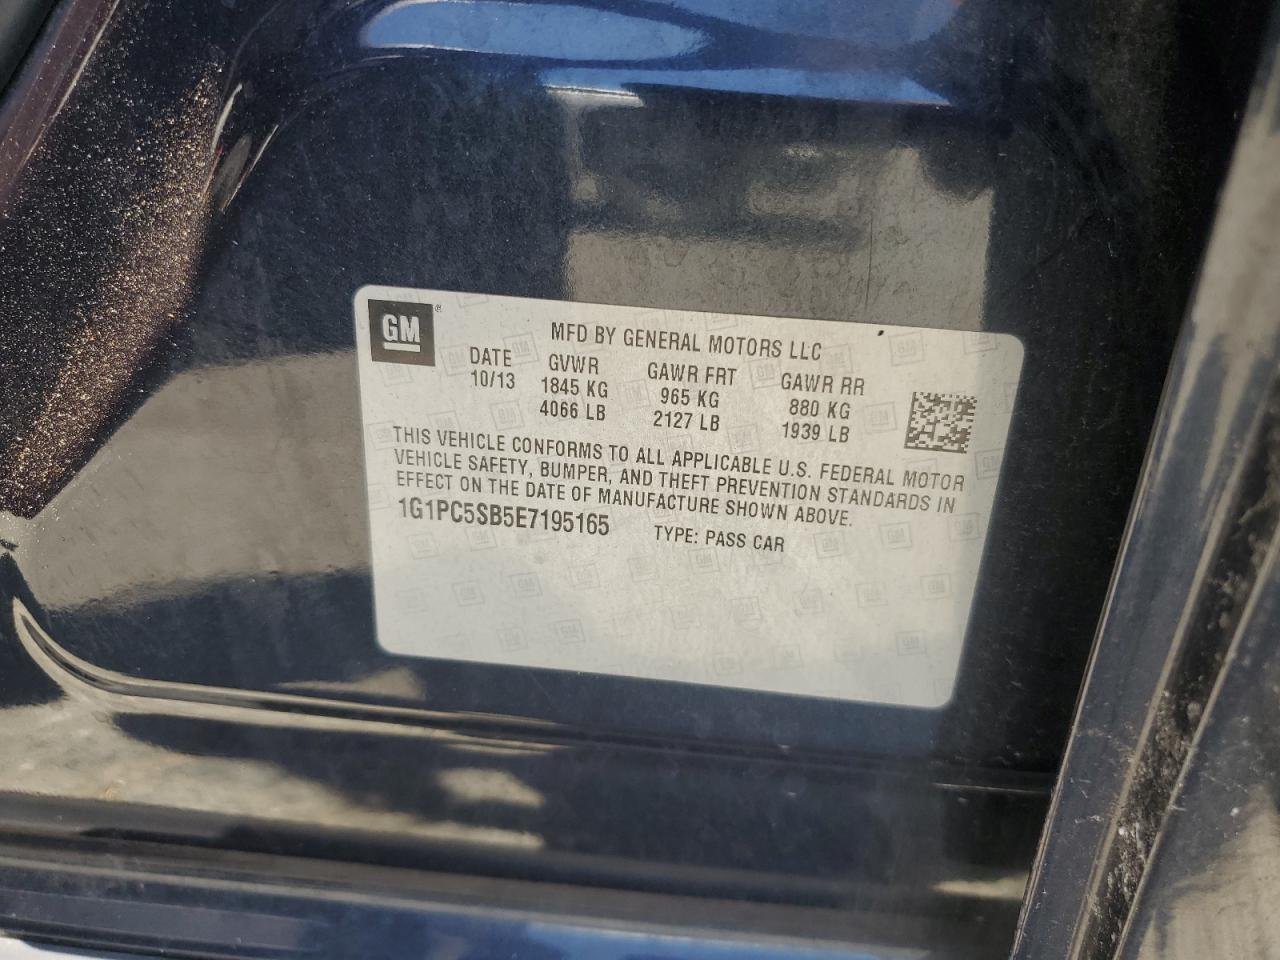 GM®
MFD BY GENERAL MOTORS LLC
DATE GVWR GAWR FRT GAWR RR
10/13 1845 KG 965 KG 880 KG
4066 LB 2127 LB 1939 LB
THIS VEHICLE CONFORMS TO ALL APPLICABLE U.S. FEDERAL MOTOR
VEHICLE SAFETY, BUMPER, AND THEFT PREVENTION STANDARDS IN
EFFECT ON THE DATE OF MANUFACTURE SHOWN ABOVE.
1G1PC5SB5E7195165 TYPE: PASS CAR